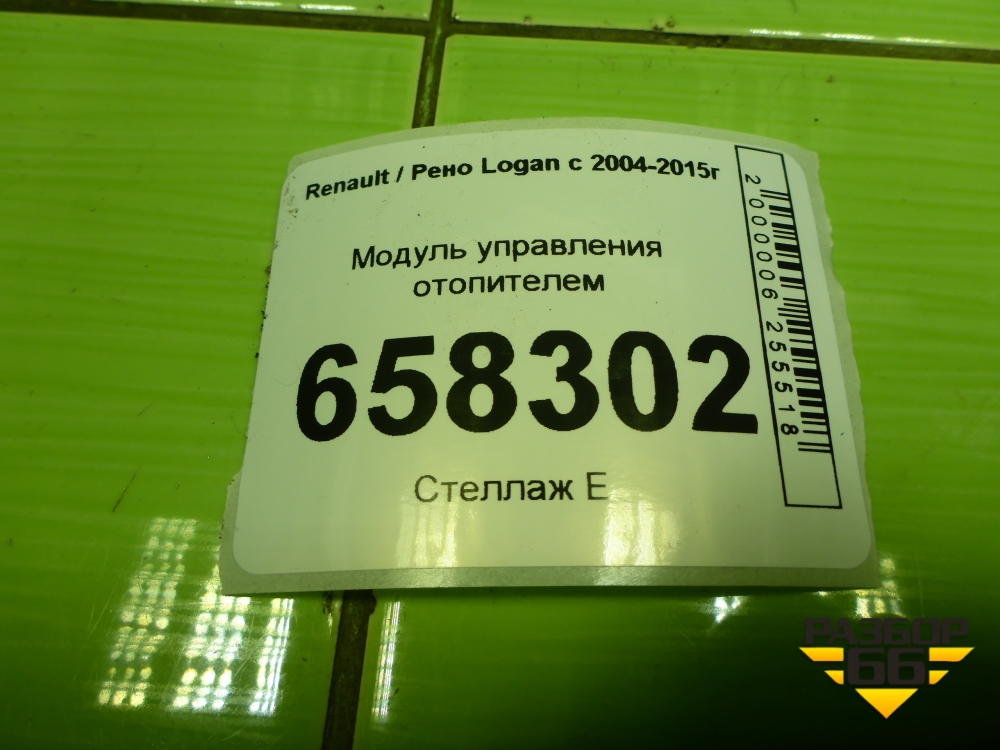 Renault / Рено Logan с 2004-2015г
Модуль управления
отопителем
658302
Стеллаж Е
2000006255518
РАЗБОР
66